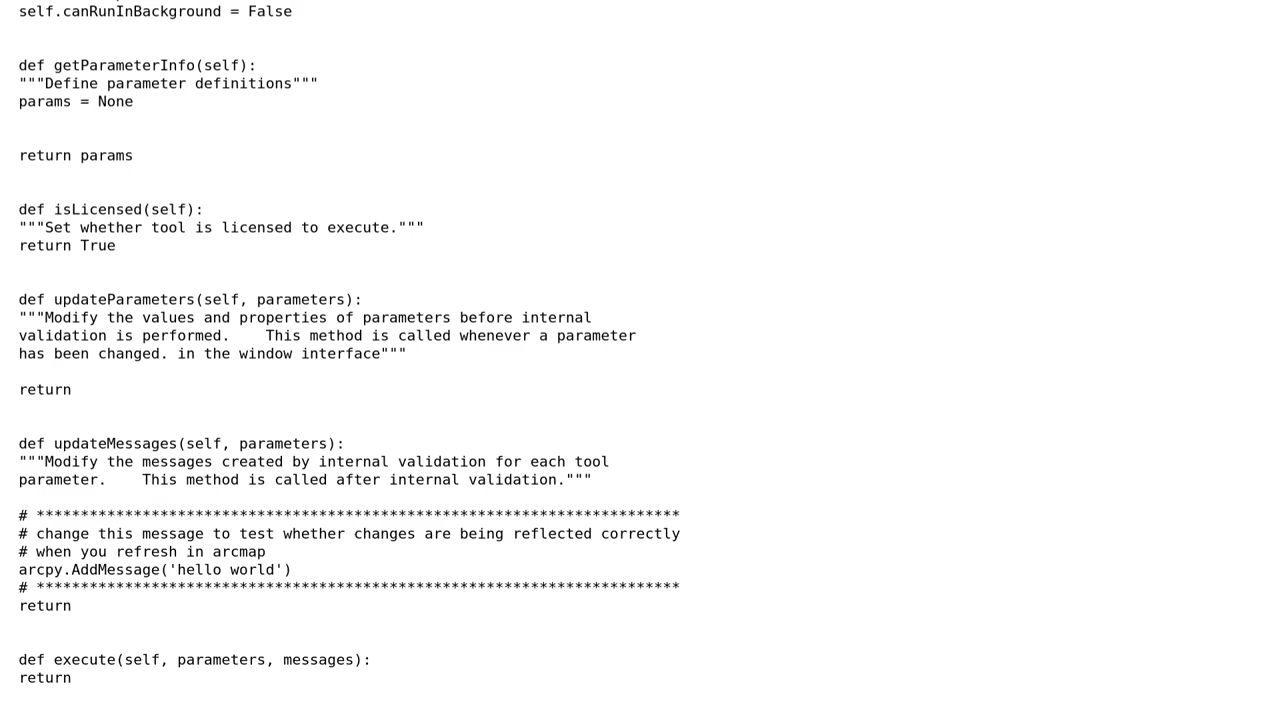 self.canRunInBackground = False
def getParameterInfo(self):
"""Define parameter definitions"""
params = None
return params
def isLicensed(self):
"""Set whether tool is licensed to execute."""
return True
def updateParameters(self, parameters):
"""Modify the values and properties of parameters before internal
validation is performed.    This method is called whenever a parameter
has been changed. in the window interface"""
return
def updateMessages(self, parameters):
"""Modify the messages created by internal validation for each tool
parameter.    This method is called after internal validation."""
# *************************************************************************
# change this message to test whether changes are being reflected correctly
# when you refresh in arcmap
arcpy.AddMessage('hello world')
# *************************************************************************
return
def execute(self, parameters, messages):
return